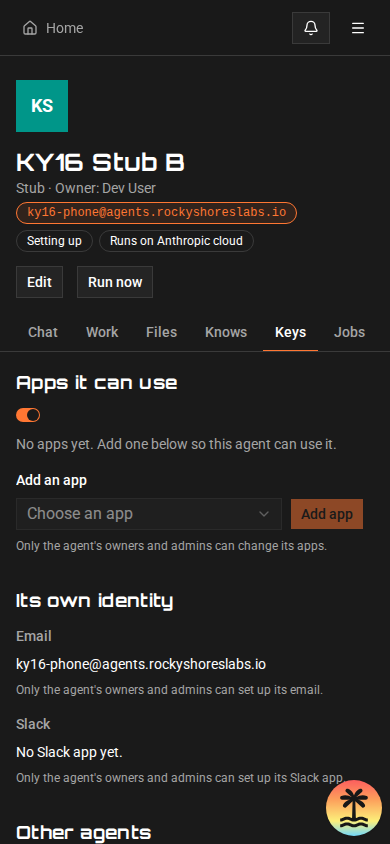 Home
KS
KY16 Stub B
Stub · Owner: Dev User
ky16-phone@agents.rockyshoreslabs.io
Setting up
Runs on Anthropic cloud
Edit
Run now
Chat
Work
Files
Knows
Keys
Jobs
Apps it can use
No apps yet. Add one below so this agent can use it.
Add an app
Choose an app
Add app
Only the agent's owners and admins can change its apps.
Its own identity
Email
ky16-phone@agents.rockyshoreslabs.io
Only the agent's owners and admins can set up its email.
Slack
No Slack app yet.
Only the agent's owners and admins can set up its Slack app.
Other agents